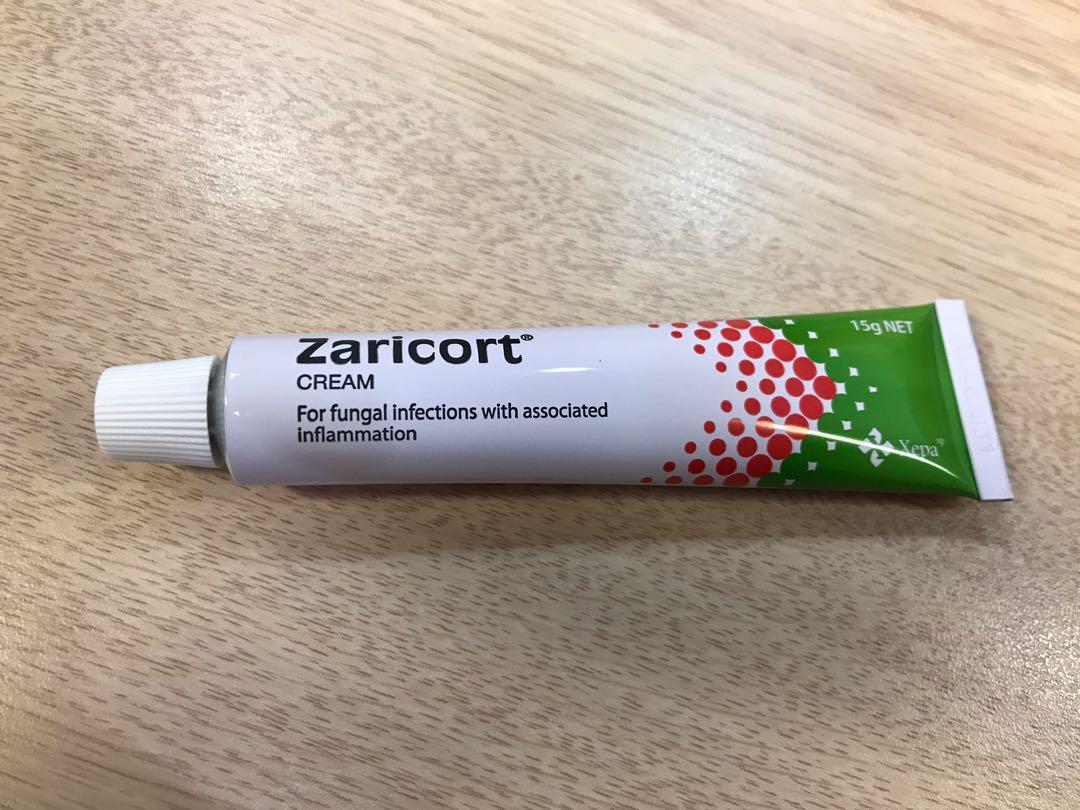 zaricort®
CREAM
For fungal infections with associated
inflammation
15g NET
Xepa